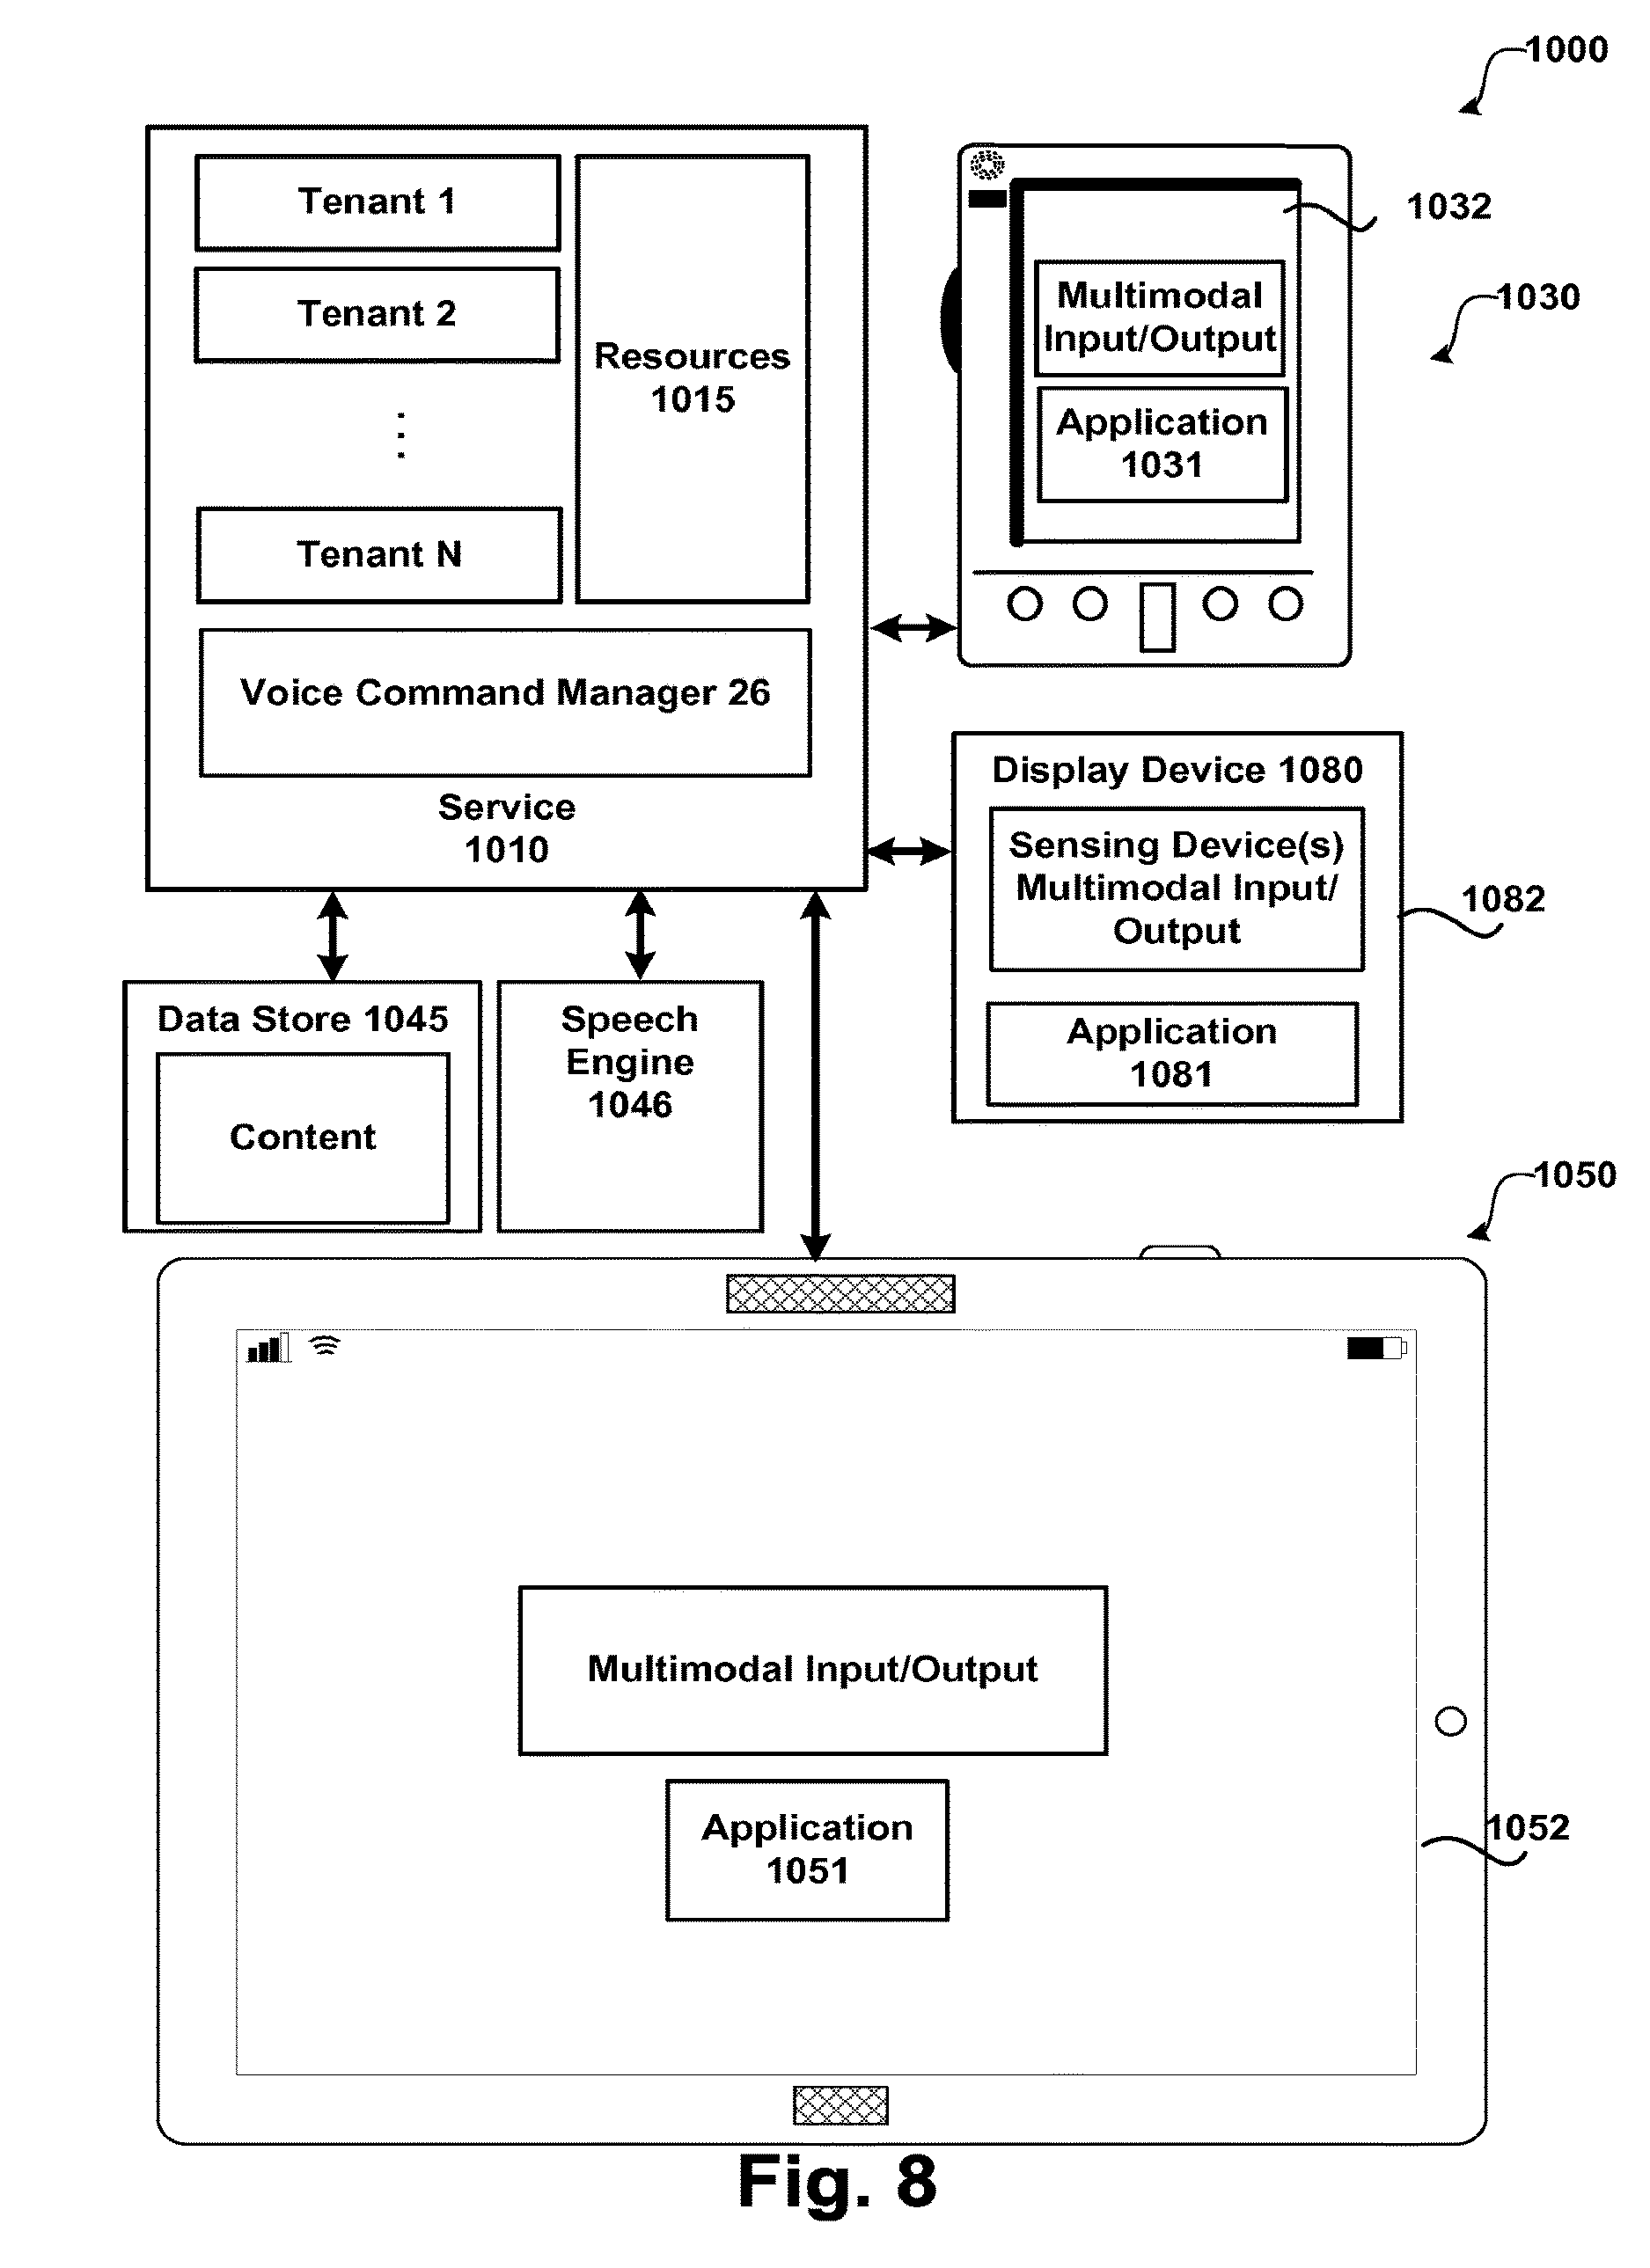 1000
Tenant 1
Tenant 2
Tenant N
Resources
1015
Voice Command Manager 26
Service
1010
1032
Multimodal
Input/Output
Application
1031
1030
Display Device 1080
Sensing Device(s)
Multimodal Input/
Output
1082
Application
1081
Data Store 1045
Content
Speech
Engine
1046
1050
Multimodal Input/Output
Application
1051
1052
Fig. 8